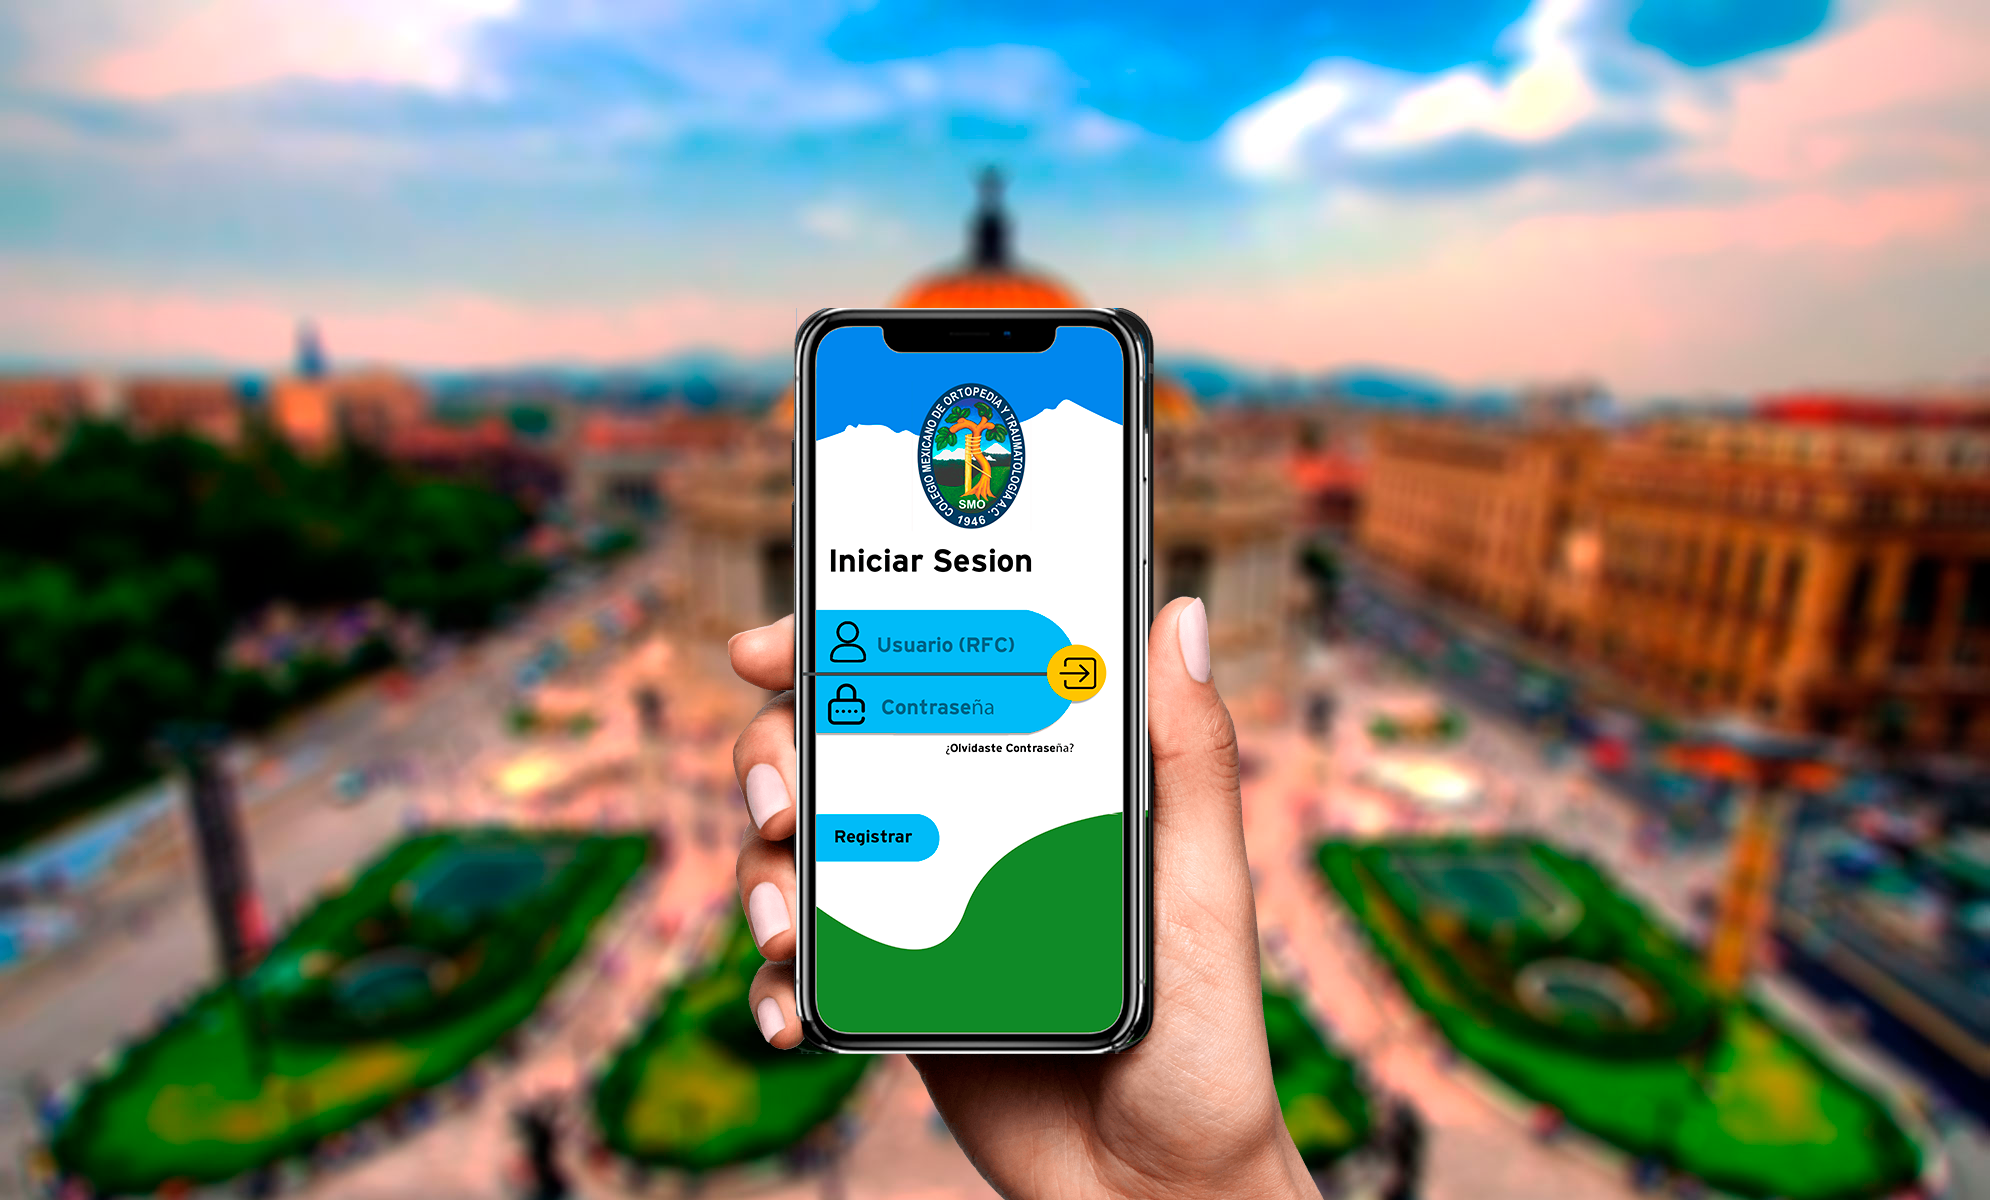 COLEGIO MEXICANO DE ORTOPEDIA Y TRAUMATOLOGÍA A.C.
SMO
1946
Iniciar Sesion
Usuario (RFC)
Contraseña
¿Olvidaste Contraseña?
Registrar